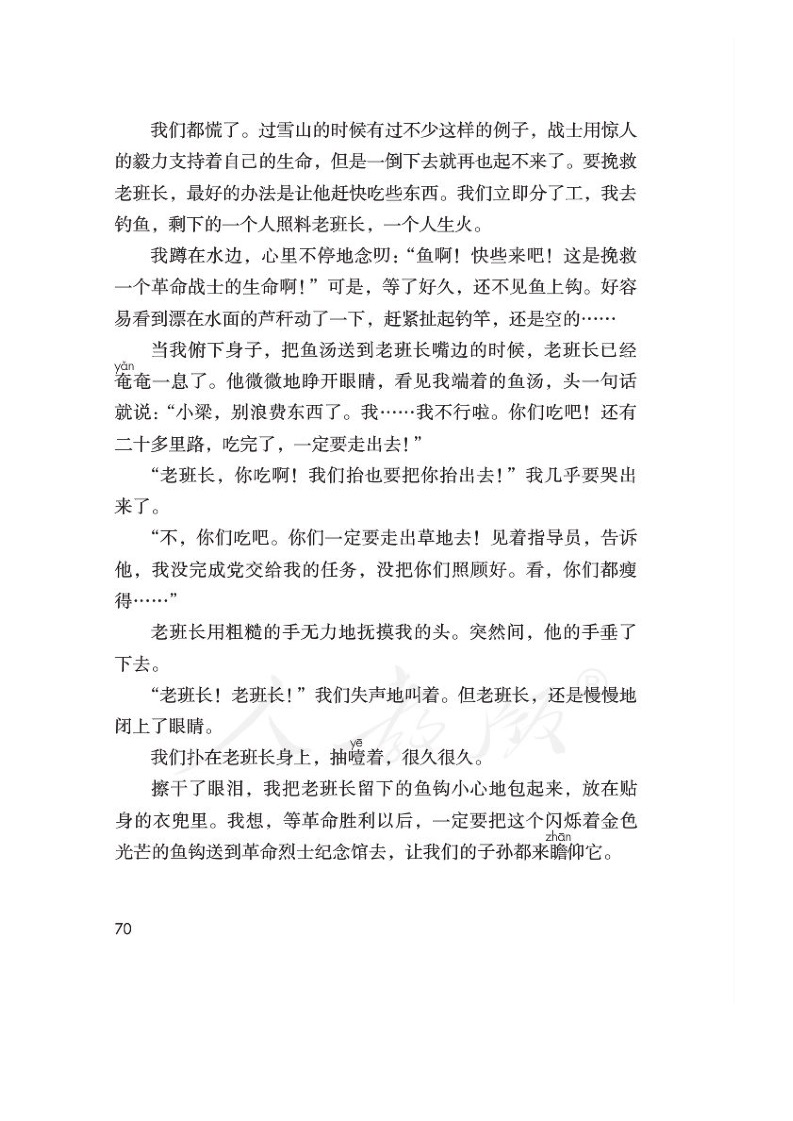 我们都慌了。过雪山的时候有过不少这样的例子，战士用惊人
的毅力支持着自己的生命，但是一倒下去就再也起不来了。要挽救
老班长，最好的办法是让他赶快吃些东西。我们立即分了工，我去
钓鱼，剩下的一个人照料老班长，一个人生火。
我蹲在水边，心里不停地念叨：“鱼啊！快些来吧！这是挽救
一个革命战士的生命啊！”可是，等了好久，还不见鱼上钩。好容
易看到漂在水面的芦秆动了一下，赶紧扯起钓竿，还是空的……
当我俯下身子，把鱼汤送到老班长嘴边的时候，老班长已经
yǎn
奄奄一息了。他微微地睁开眼睛，看见我端着的鱼汤，头一句话
就说：“小梁，别浪费东西了。我……我不行啦。你们吃吧！还有
二十多里路，吃完了，一定要走出去！”
“老班长，你吃啊！我们抬也要把你抬出去！”我几乎要哭出
来了。
“不，你们吃吧。你们一定要走出草地去！见着指导员，告诉
他，我没完成党交给我的任务，没把你们照顾好。看，你们都瘦
得……”
老班长用粗糙的手无力地抚摸我的头。突然间，他的手垂了
下去。
“老班长！老班长！”我们失声地叫着。但老班长，还是慢慢地
闭上了眼睛。
yē
我们扑在老班长身上，抽噎着，很久很久。
擦干了眼泪，我把老班长留下的鱼钩小心地包起来，放在贴
身的衣兜里。我想，等革命胜利以后，一定要把这个闪烁着金色
zhān
光芒的鱼钩送到革命烈士纪念馆去，让我们的子孙都来瞻仰它。
70
人教版®